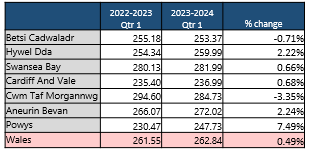 2022-2023 2023-2024
Qtr 1 Qtr 1 % change
Betsi Cadwaladr 255.18 253.37 -0.71%
Hywel Dda 254.34 259.99 2.22%
Swansea Bay 280.13 281.99 0.66%
Cardiff And Vale 235.40 236.99 0.68%
Cwm Taf Morgannwg 294.60 284.73 -3.35%
Aneurin Bevan 266.07 272.02 2.24%
Powys 230.47 247.73 7.49%
Wales 261.55 262.84 0.49%